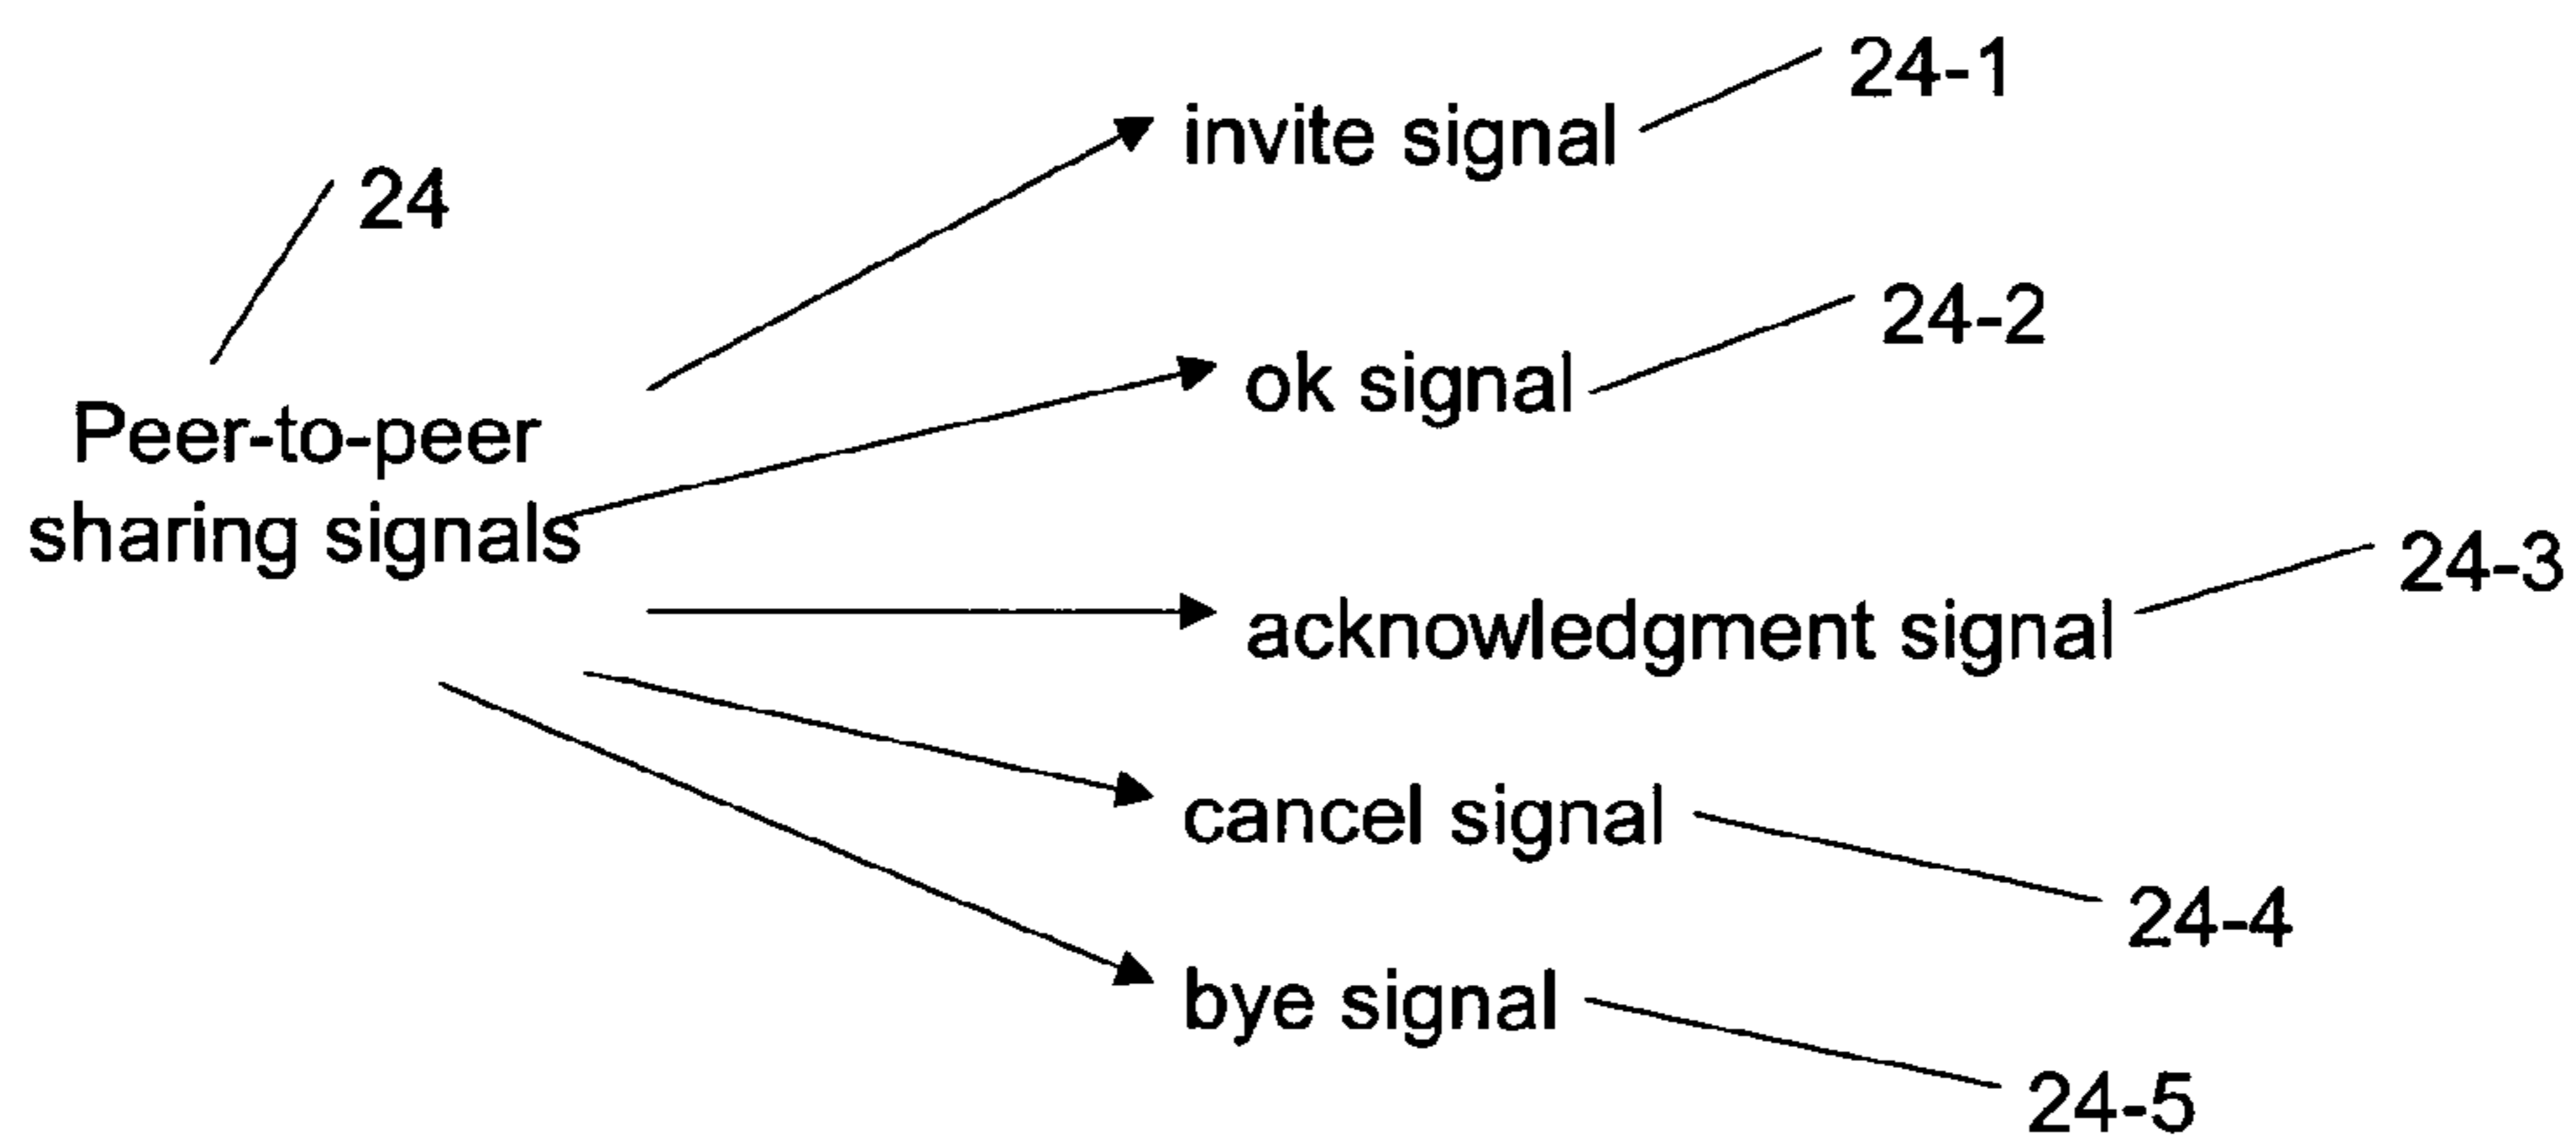 24
Peer-to-peer
sharing signals
invite signal
24-1
ok signal
24-2
acknowledgment signal
24-3
cancel signal
24-4
bye signal
24-5